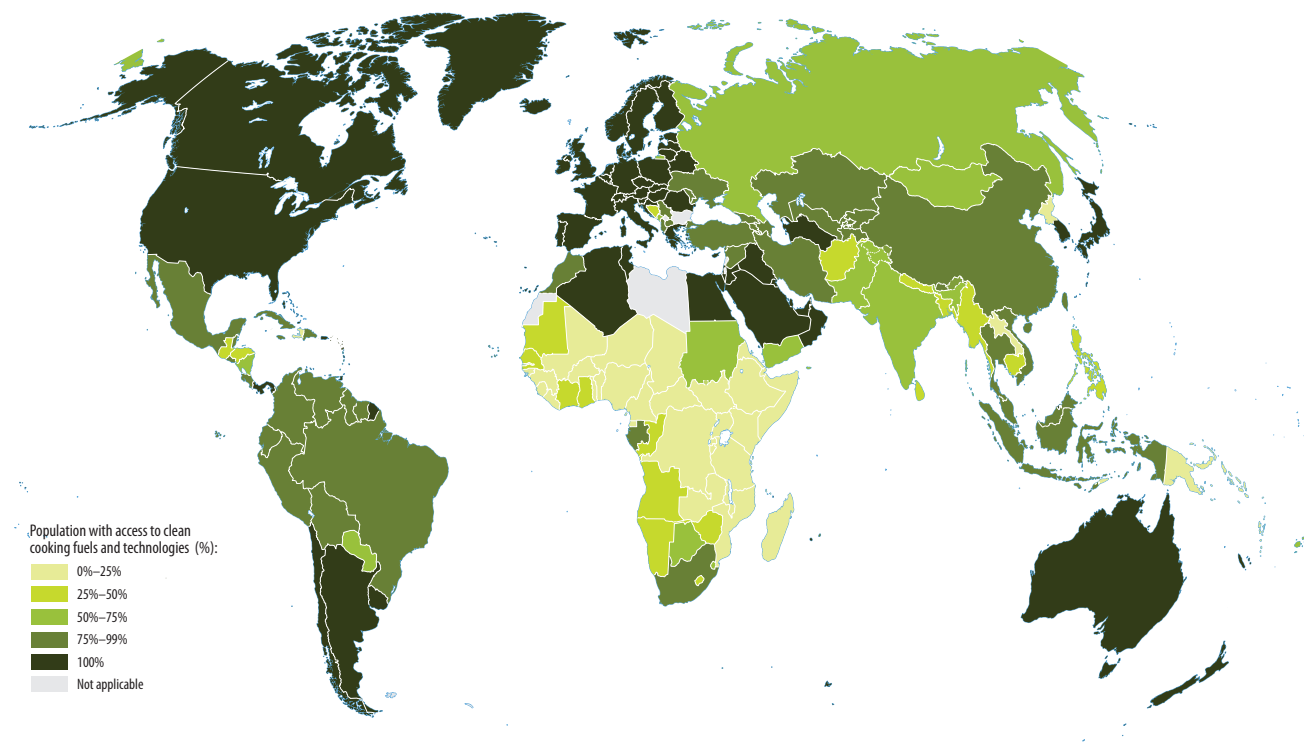 Population with access to clean
cooking fuels and technologies (%):
0%–25%
25%–50%
50%–75%
75%–99%
100%
Not applicable